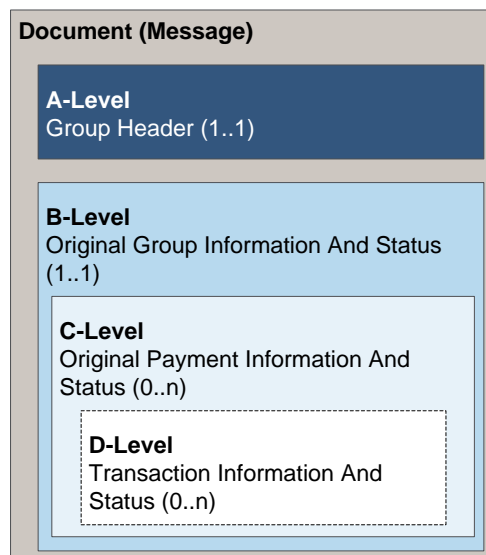 Document (Message)
A-Level
Group Header (1..1)
B-Level
Original Group Information And Status
(1..1)
C-Level
Original Payment Information And
Status (0..n)
D-Level
Transaction Information And
Status (0..n)